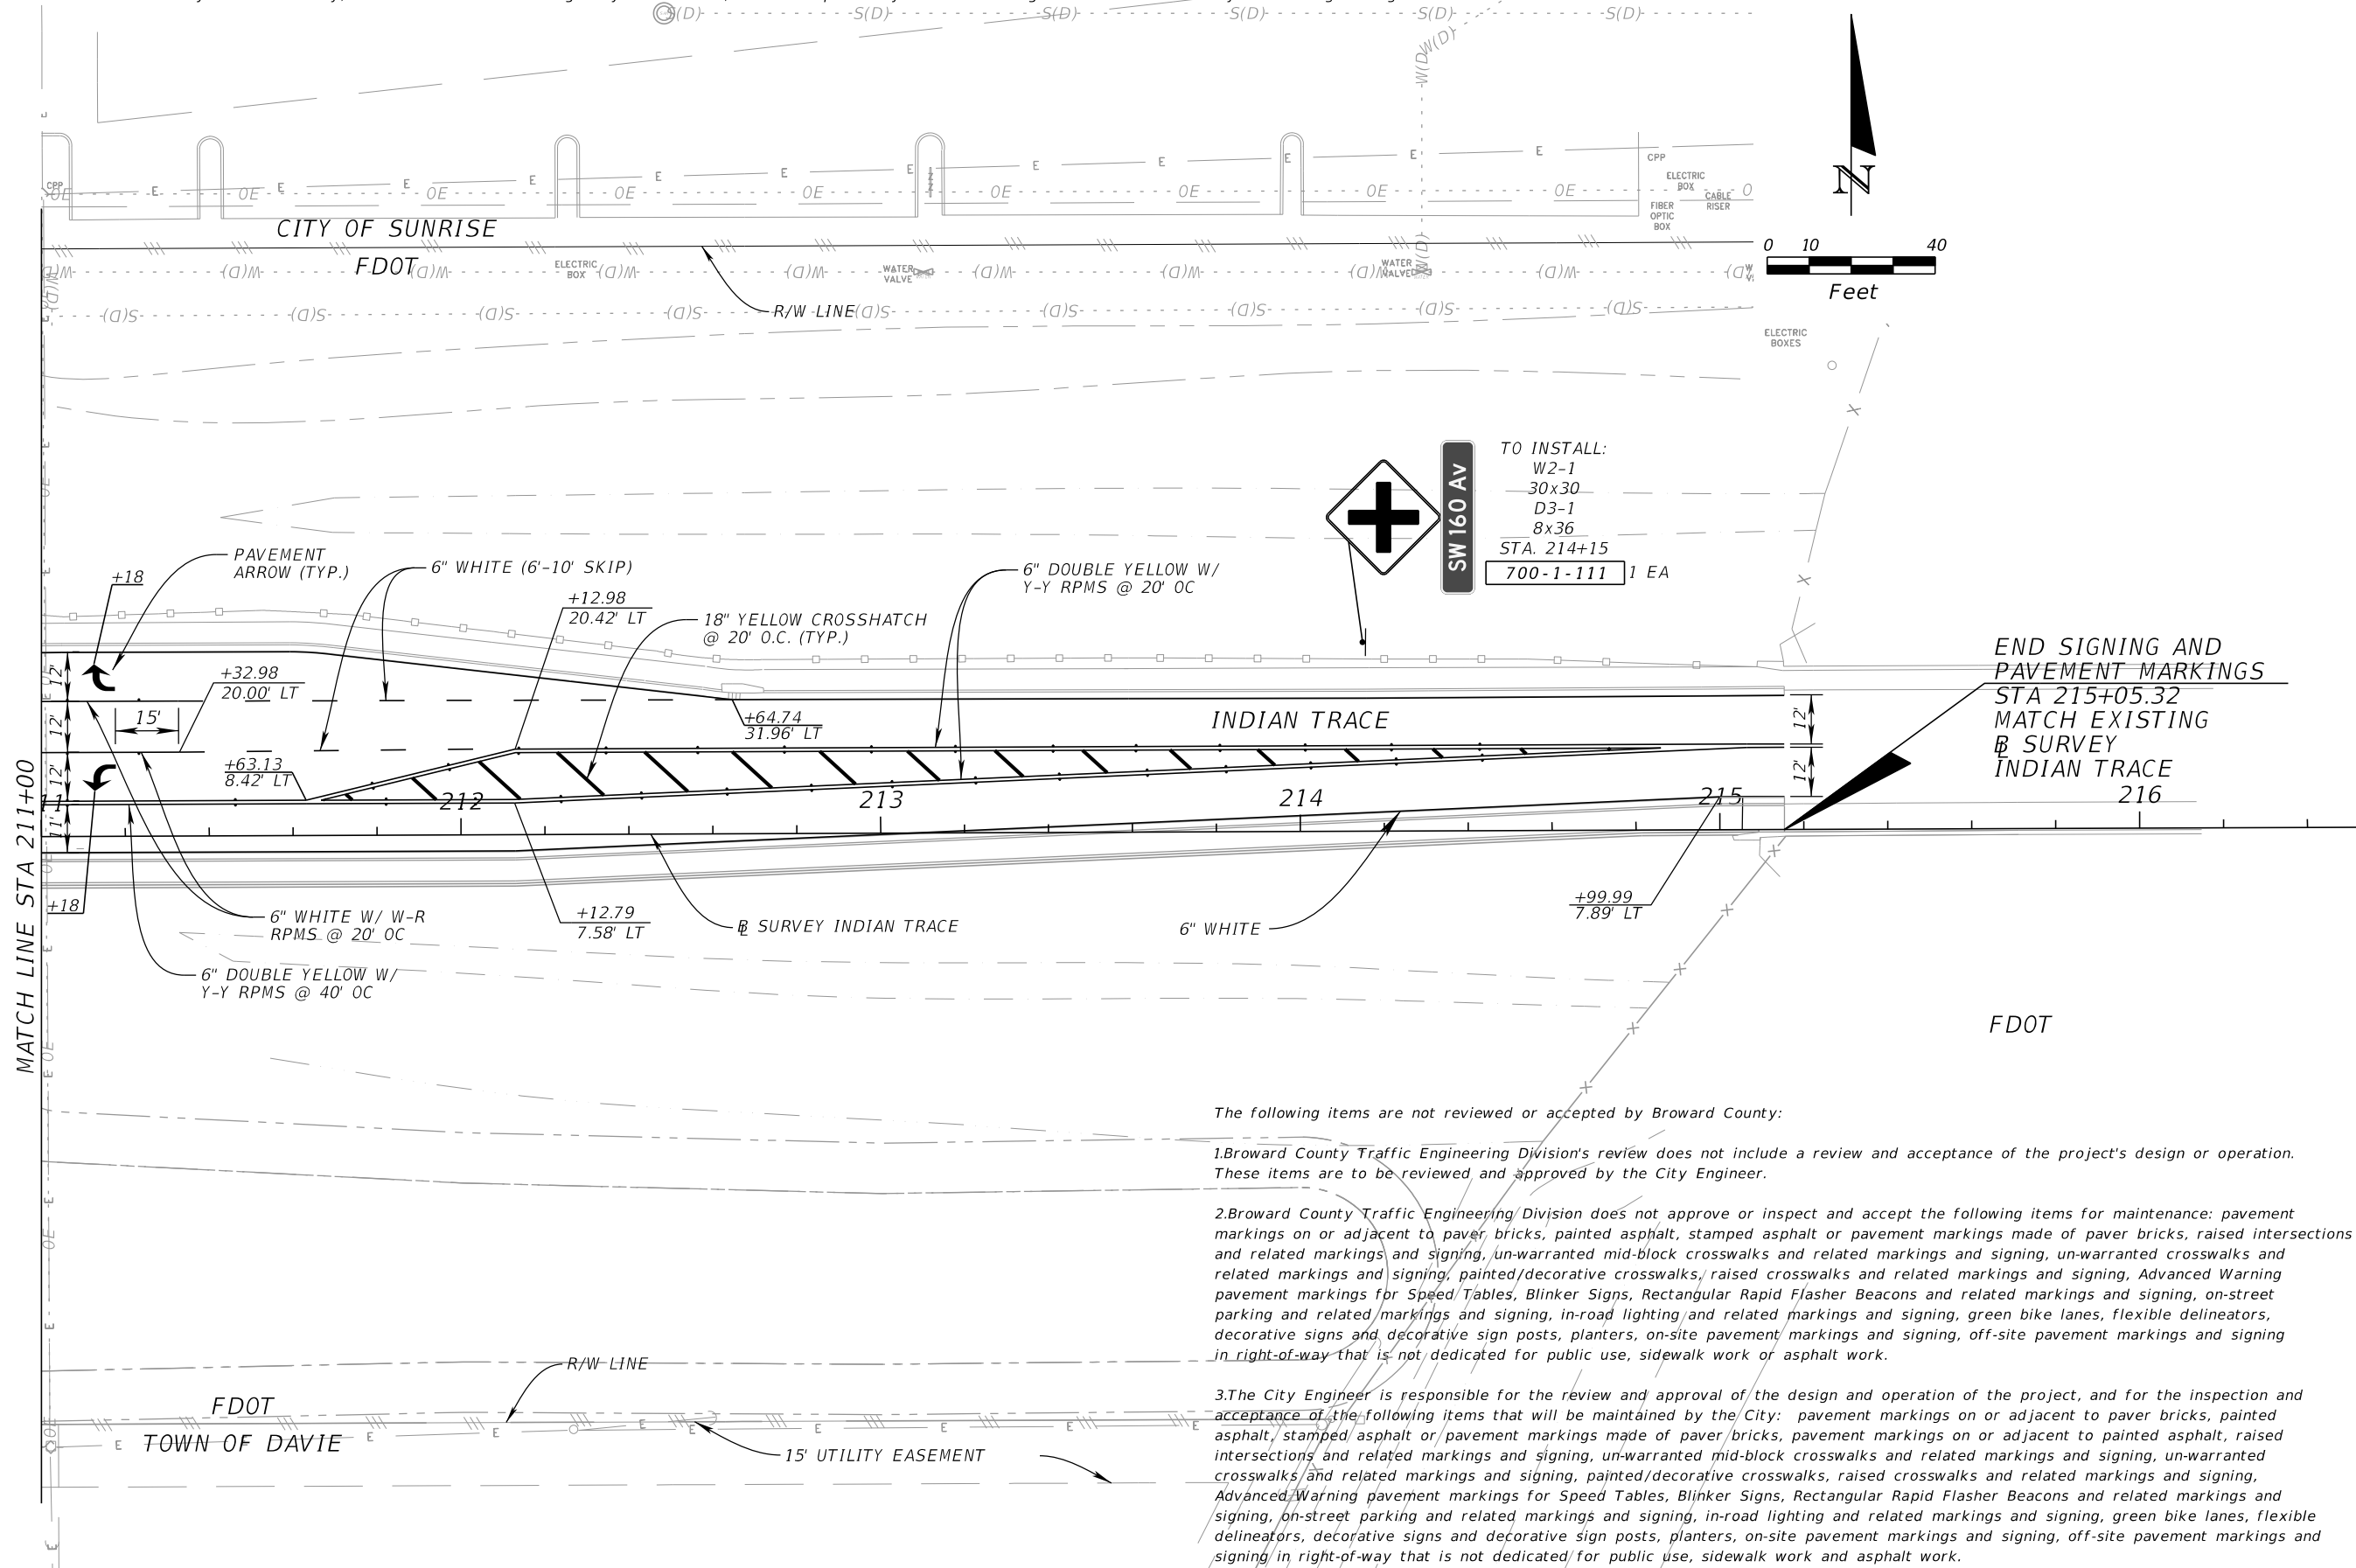 S(D) S(D) S(D) S(D) S(D) S(D)
W(D)
W(D)
N
E E E E E E E E E E E E
CPP
OE OE OE OE OE OE OE OE OE
CPP
ELECTRIC
BOX
CABLE
RISER
FIBER
OPTIC
BOX
CITY OF SUNRISE
FDOT
W(D) W(D) W(D) W(D) W(D) W(D) W(D) W(D) W(D)
W(D)
ELECTRIC
BOX
WATER
VALVE
WATER
VALVE
0 10 40
Feet
S(D) S(D) S(D) S(D) S(D) S(D) S(D) S(D) S(D)
R/W LINE
ELECTRIC
BOXES
TO INSTALL:
W2-1
30x30
D3-1
8x36
STA. 214+15
700-1-111 1 EA
SW 160 Av
PAVEMENT
ARROW (TYP.)
+18
6" WHITE (6'-10' SKIP)
6" DOUBLE YELLOW W/
Y-Y RPMS @ 20' OC
+12.98
20.42' LT
18" YELLOW CROSSHATCH
@ 20' O.C. (TYP.)
+32.98
20.00' LT
12'
12'
12'
11'
15'
+64.74
31.96' LT
INDIAN TRACE
+63.13
8.42' LT
12'
12'
END SIGNING AND
PAVEMENT MARKINGS
STA 215+05.32
MATCH EXISTING
BL SURVEY
INDIAN TRACE
212 213 214 215 216
MATCH LINE STA 211+00
+18
6" WHITE W/ W-R
RPMS @ 20' OC
+12.79
7.58' LT
BL SURVEY INDIAN TRACE
6" WHITE
+99.99
7.89' LT
6" DOUBLE YELLOW W/
Y-Y RPMS @ 40' OC
FDOT
The following items are not reviewed or accepted by Broward County:
1.Broward County Traffic Engineering Division's review does not include a review and acceptance of the project's design or operation.
These items are to be reviewed and approved by the City Engineer.
2.Broward County Traffic Engineering Division does not approve or inspect and accept the following items for maintenance: pavement
markings on or adjacent to paver bricks, painted asphalt, stamped asphalt or pavement markings made of paver bricks, raised intersections
and related markings and signing, un-warranted mid-block crosswalks and related markings and signing, un-warranted crosswalks and
related markings and signing, painted/decorative crosswalks, raised crosswalks and related markings and signing, Advanced Warning
pavement markings for Speed Tables, Blinker Signs, Rectangular Rapid Flasher Beacons and related markings and signing, on-street
parking and related markings and signing, in-road lighting and related markings and signing, green bike lanes, flexible delineators,
decorative signs and decorative sign posts, planters, on-site pavement markings and signing, off-site pavement markings and signing
in right-of-way that is not dedicated for public use, sidewalk work or asphalt work.
3.The City Engineer is responsible for the review and approval of the design and operation of the project, and for the inspection and
acceptance of the following items that will be maintained by the City: pavement markings on or adjacent to paver bricks, painted
asphalt, stamped asphalt or pavement markings made of paver bricks, pavement markings on or adjacent to painted asphalt, raised
intersections and related markings and signing, un-warranted mid-block crosswalks and related markings and signing, un-warranted
crosswalks and related markings and signing, painted/decorative crosswalks, raised crosswalks and related markings and signing,
Advanced Warning pavement markings for Speed Tables, Blinker Signs, Rectangular Rapid Flasher Beacons and related markings and
signing, on-street parking and related markings and signing, in-road lighting and related markings and signing, green bike lanes, flexible
delineators, decorative signs and decorative sign posts, planters, on-site pavement markings and signing, off-site pavement markings and
signing in right-of-way that is not dedicated for public use, sidewalk work and asphalt work.
R/W LINE
FDOT
TOWN OF DAVIE
E E E E E E E E E E
15' UTILITY EASEMENT